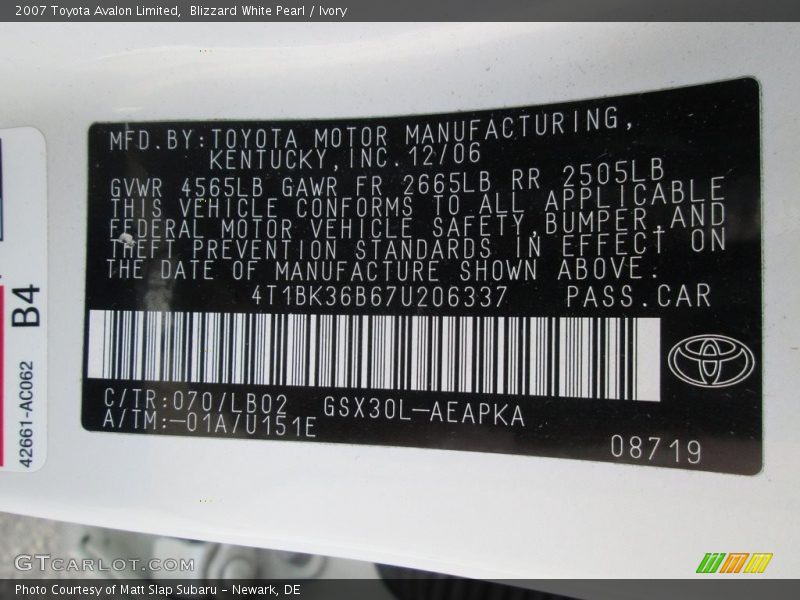 2007 Toyota Avalon Limited,  Blizzard White Pearl / Ivory
MFD.BY:TOYOTA MOTOR MANUFACTURING,
KENTUCKY,INC.12/06
GVWR 4565LB GAWR FR 2665LB RR 2505LB
THIS VEHICLE CONFORMS TO ALL APPLICABLE
FEDERAL MOTOR VEHICLE SAFETY,BUMPER,AND
THEFT PREVENTION STANDARDS IN EFFECT ON
THE DATE OF MANUFACTURE SHOWN ABOVE.
4T1BK36B67U206337 PASS.CAR
C/TR:070/LB02 GSX30L-AEAPKA
A/TM:-01A/U151E
08719
B4
42661-AC062
GTCARLOT.COM
Photo Courtesy of Matt Slap Subaru - Newark, DE